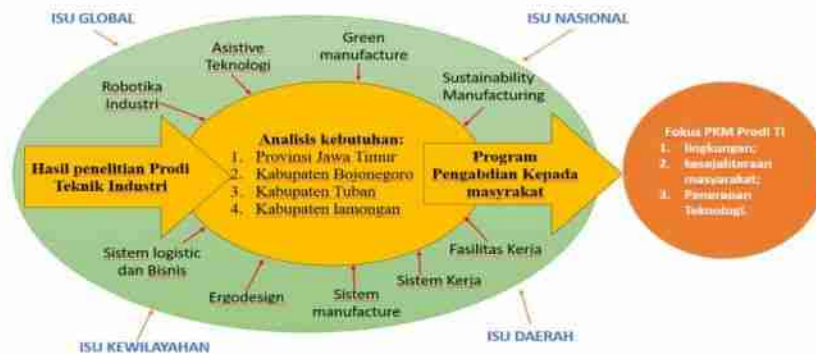 ISU GLOBAL
ISU NASIONAL
Asistive
Teknologi
Green
manufacture
Robotika
Industri
Sustainability
Manufacturing
Hasil penelitian Prodi
Teknik Industri
Analisis kebutuhan:
1. Provinsi Jawa Timur
2. Kabupaten Bojonegoro
3. Kabupaten Tuban
4. Kabupaten lamongan
Program
Pengabdian Kepada
masyrakat
Fokus PKM Prodi TI
1. lingkungan;
2. kesejahteraan
masyarakat;
3. Penerapan
Teknologi.
Sistem logistic
dan Bisnis
Ergodesign
Sistem
manufacture
Sistem Kerja
Fasilitas Kerja
ISU KEWILAYAHAN
ISU DAERAH